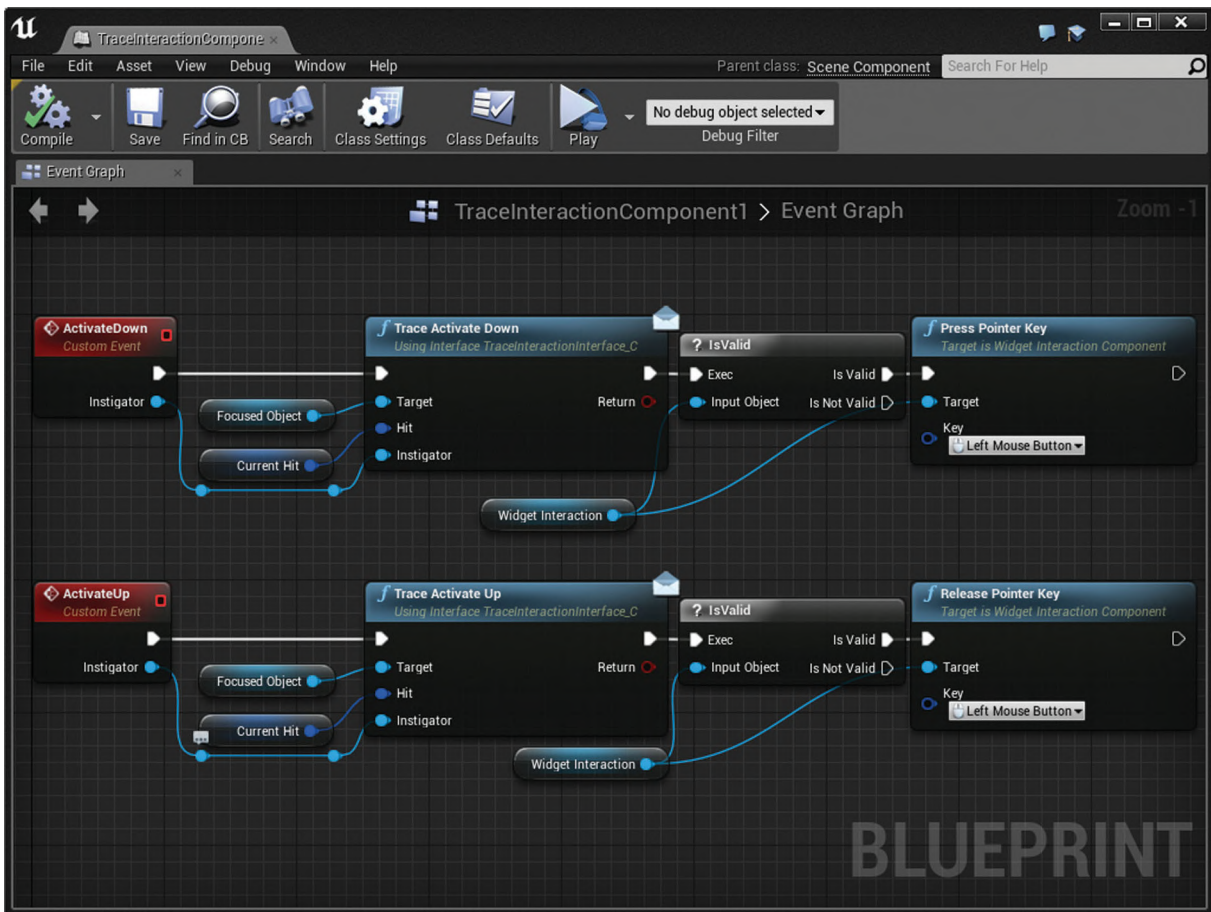 TraceInteractionCompone
File Edit Asset View Debug Window Help
Parent class: Scene Component
Search For Help
Compile
Save
Find in CB
Search
Class Settings
Class Defaults
Play
No debug object selected
Debug Filter
Event Graph
TraceInteractionComponent1 > Event Graph
Zoom -1
ActivateDown
Custom Event
Instigator
Focused Object
Current Hit
Trace Activate Down
Using Interface TraceInteractionInterface_C
Target
Return
Hit
Instigator
? IsValid
Exec
Is Valid
Input Object
Is Not Valid
Widget Interaction
Press Pointer Key
Target is Widget Interaction Component
Target
Key
Left Mouse Button
ActivateUp
Custom Event
Instigator
Focused Object
Current Hit
Trace Activate Up
Using Interface TraceInteractionInterface_C
Target
Return
Hit
Instigator
? IsValid
Exec
Is Valid
Input Object
Is Not Valid
Widget Interaction
Release Pointer Key
Target is Widget Interaction Component
Target
Key
Left Mouse Button
BLUEPRINT